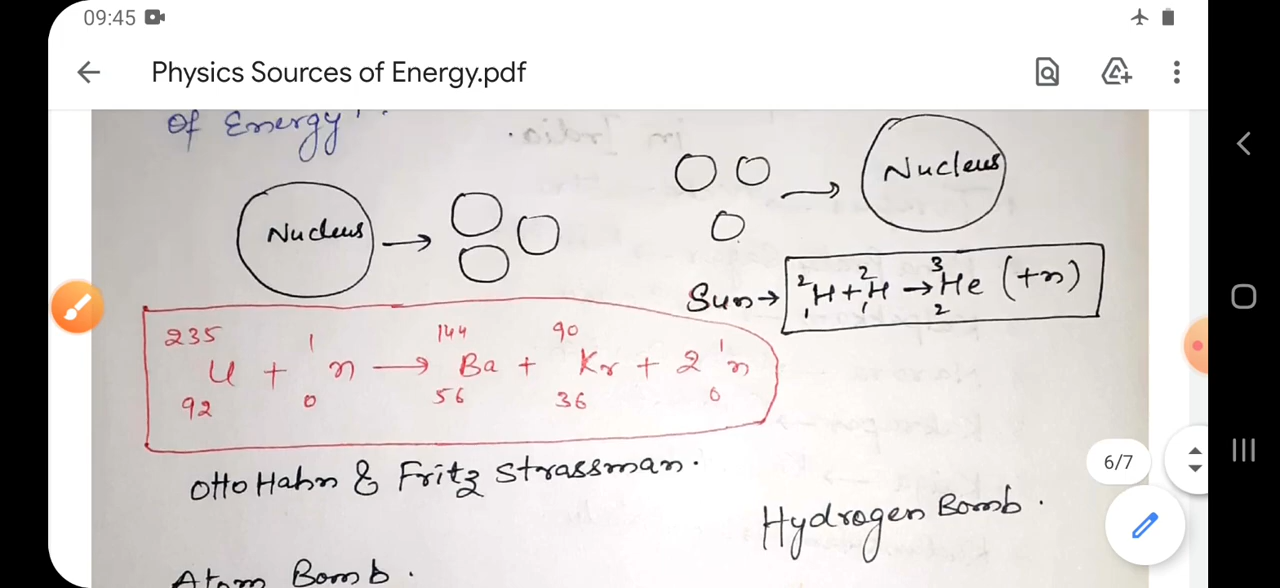 09:45
Physics Sources of Energy.pdf
Of Energy'
Nucleus
Nucleus
Sun → ²₁H + ²₁H → ³₂He (+n)
²³⁵₉₂U + ¹₀n → ¹⁴⁴₅₆Ba + ⁹⁰₃₆Kr + 2 ¹₀n
Otto Hahn & Fritz Strassman.
6/7
Hydrogen Bomb.
Atom Bomb.